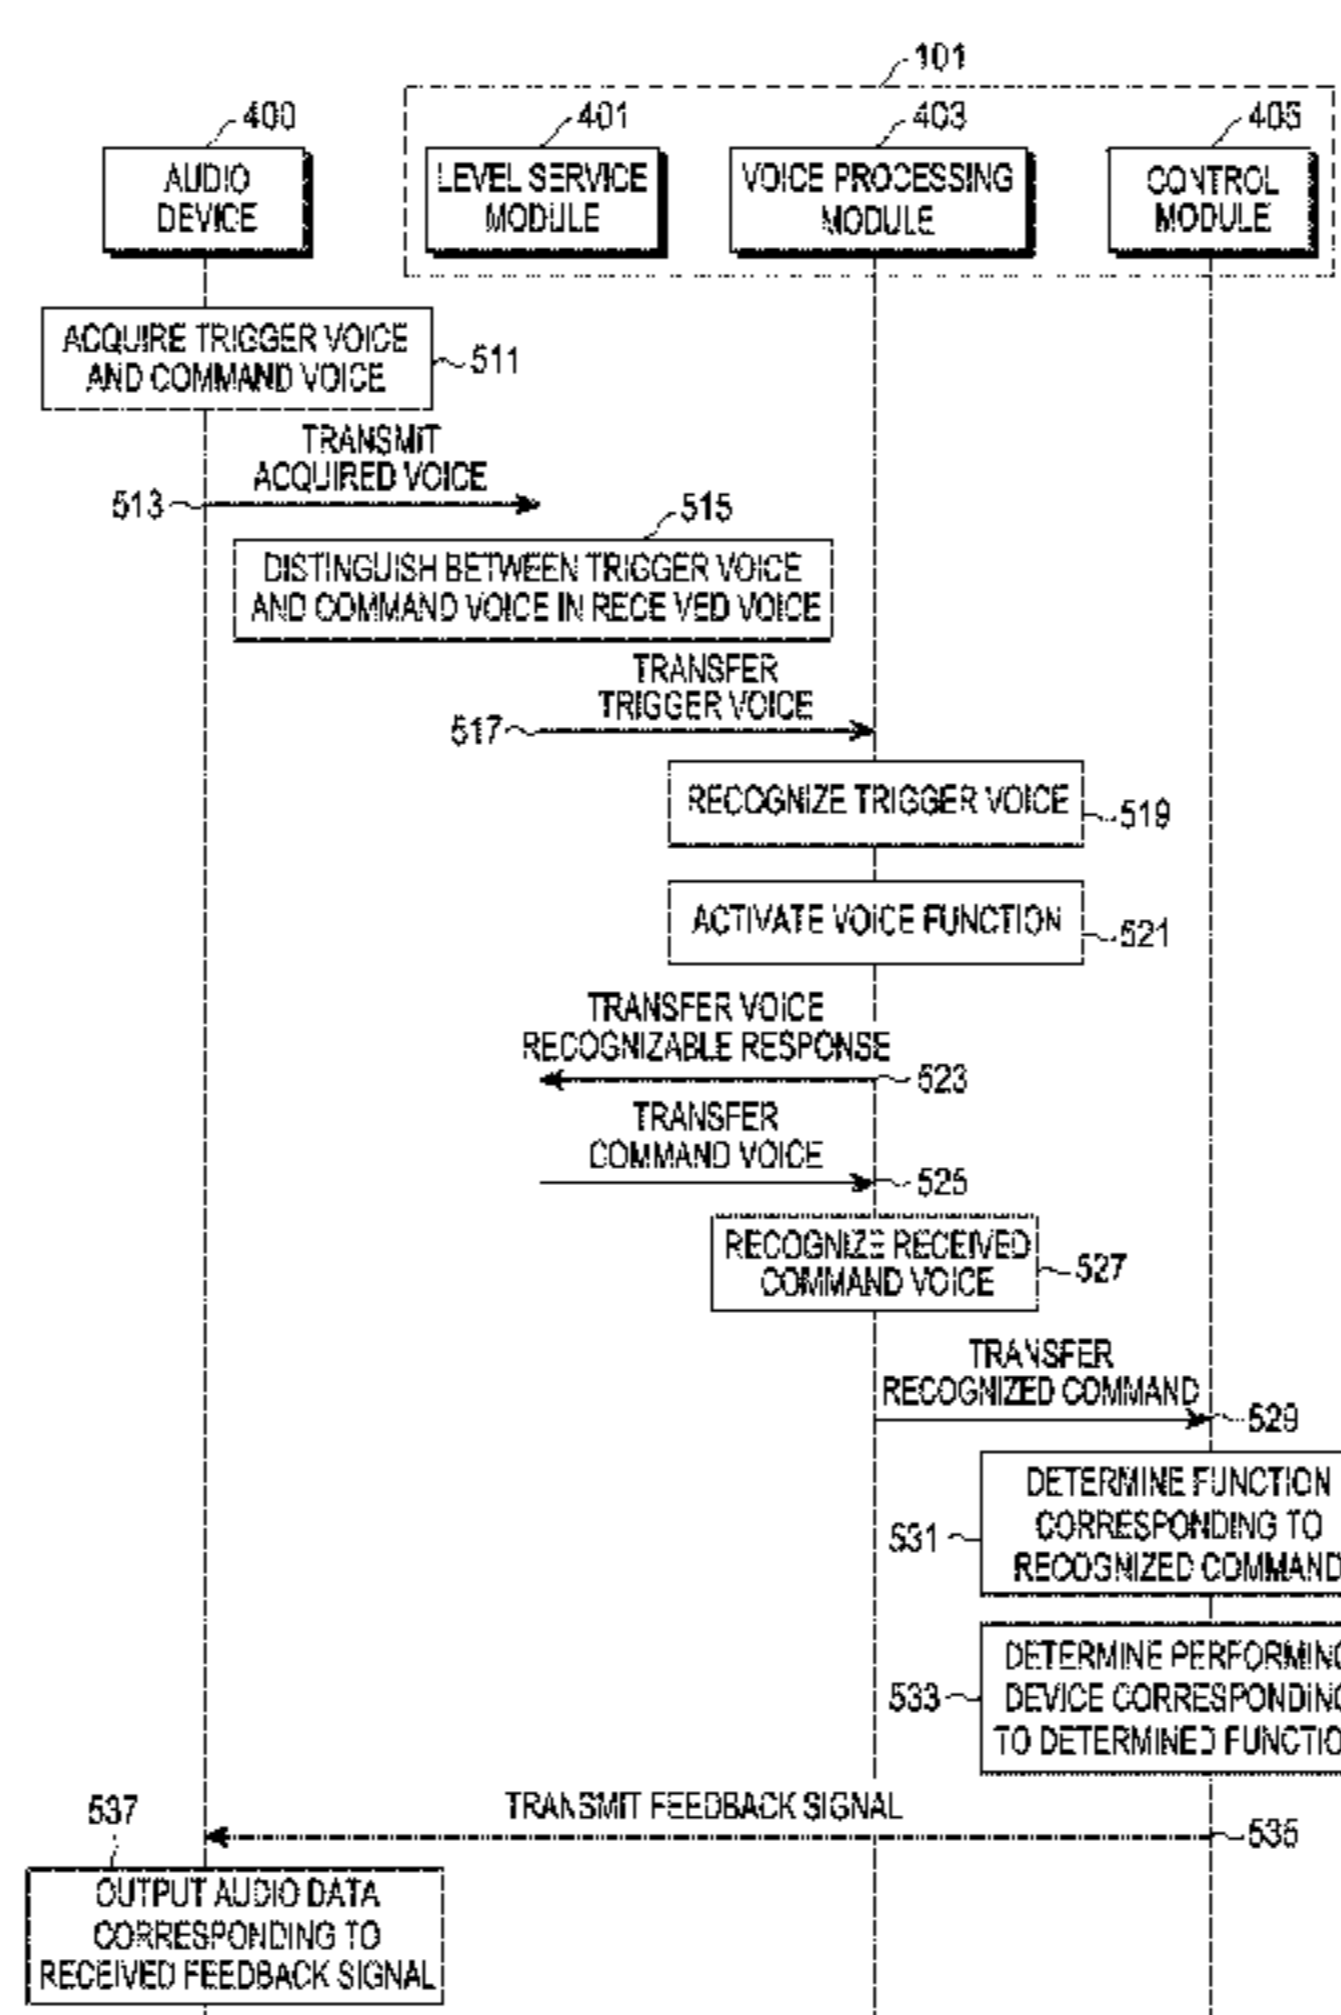 101
400
401
403
405
AUDIO
DEVICE
LEVEL SERVICE
MODULE
VOICE PROCESSING
MODULE
CONTROL
MODULE
ACQUIRE TRIGGER VOICE
AND COMMAND VOICE
511
TRANSMIT
ACQUIRED VOICE
513
515
DISTINGUISH BETWEEN TRIGGER VOICE
AND COMMAND VOICE IN RECEIVED VOICE
TRANSFER
TRIGGER VOICE
517
RECOGNIZE TRIGGER VOICE
519
ACTIVATE VOICE FUNCTION
521
TRANSFER VOICE
RECOGNIZABLE RESPONSE
523
TRANSFER
COMMAND VOICE
525
RECOGNIZE RECEIVED
COMMAND VOICE
527
TRANSFER
RECOGNIZED COMMAND
529
DETERMINE FUNCTION
CORRESPONDING TO
RECOGNIZED COMMAND
531
DETERMINE PERFORMING
DEVICE CORRESPONDING
TO DETERMINED FUNCTIO
533
TRANSMIT FEEDBACK SIGNAL
535
537
OUTPUT AUDIO DATA
CORRESPONDING TO
RECEIVED FEEDBACK SIGNAL